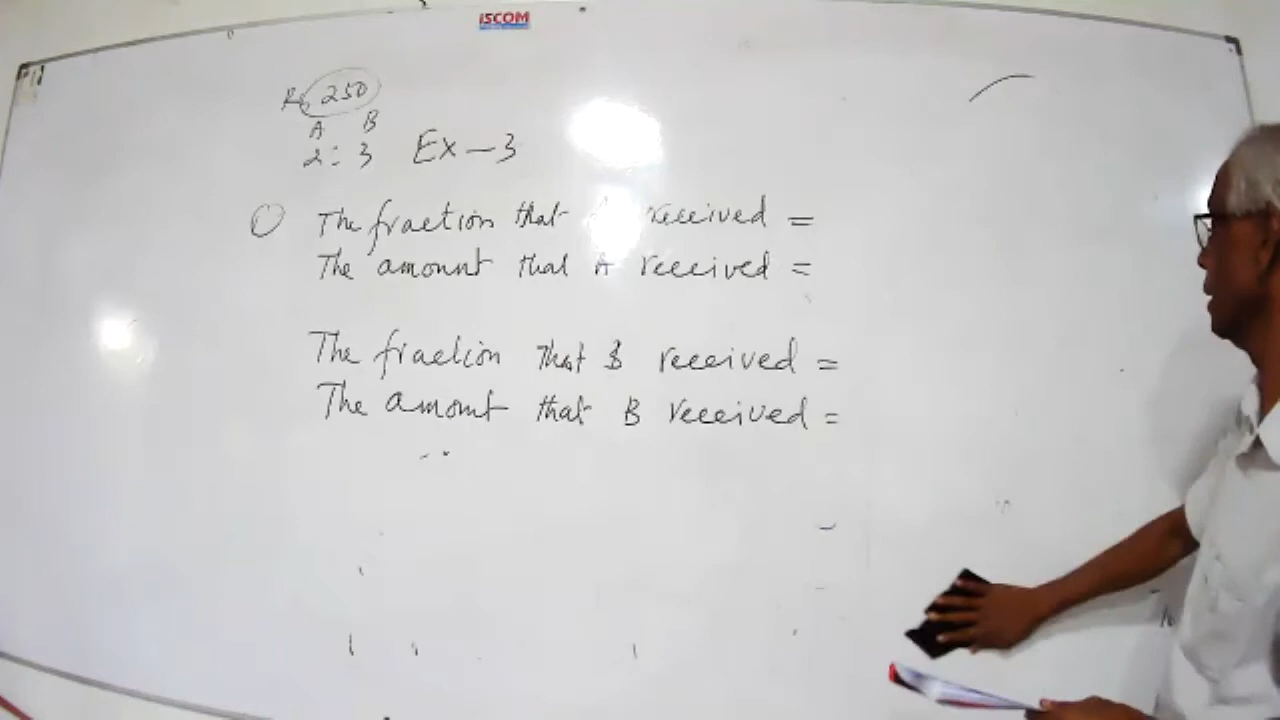 iSCOM
Rs 250
A B
2 : 3 Ex - 3
① The fraction that A received =
The amount that A received =
The fraction that B received =
The amount that B received =